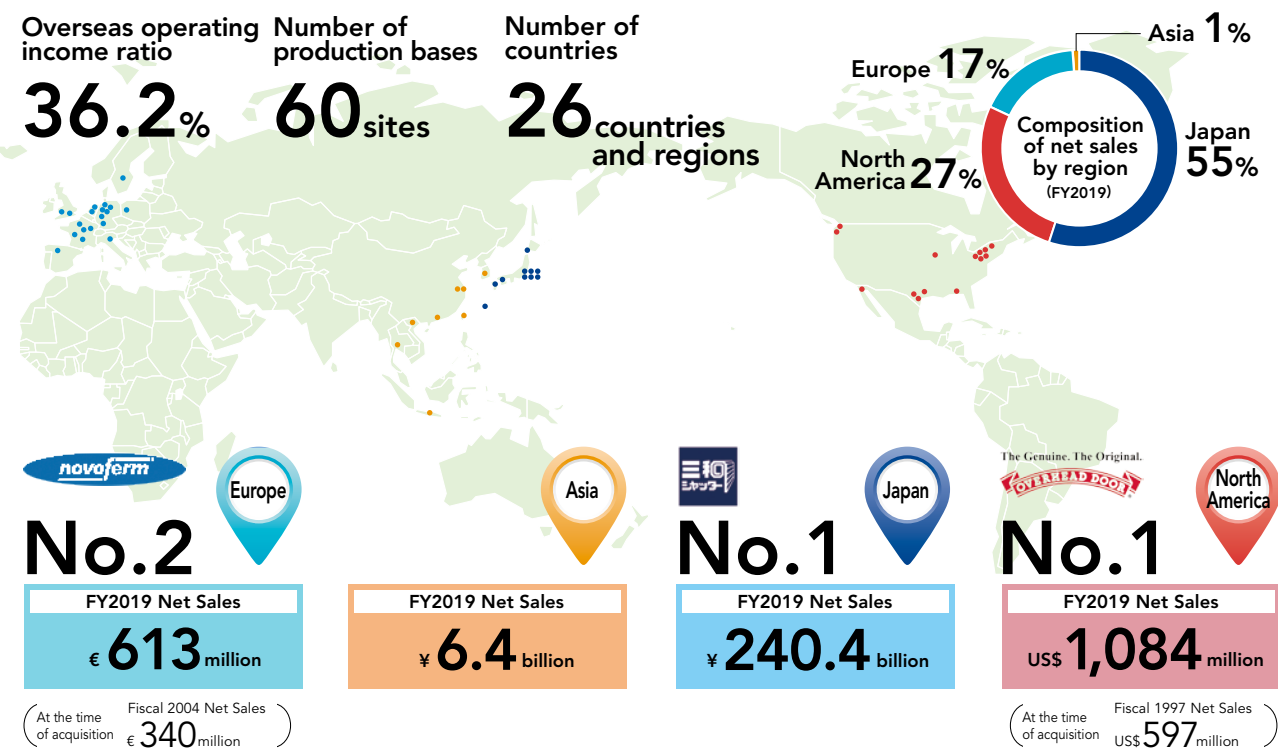 Overseas operating
income ratio
36.2%
Number of
production bases
60 sites
Number of
countries
26 countries
and regions
Asia 1%
Europe 17%
North
America 27%
Japan
55%
Composition
of net sales
by region
(FY2019)
novoferm
Europe
No.2
FY2019 Net Sales
€ 613 million
At the time
of acquisition
Fiscal 2004 Net Sales
€ 340 million
Asia
FY2019 Net Sales
¥ 6.4 billion
三和
シャッター
Japan
No.1
FY2019 Net Sales
¥ 240.4 billion
The Genuine. The Original.
OVERHEAD DOOR
North
America
No.1
FY2019 Net Sales
US$ 1,084 million
At the time
of acquisition
Fiscal 1997 Net Sales
US$ 597 million